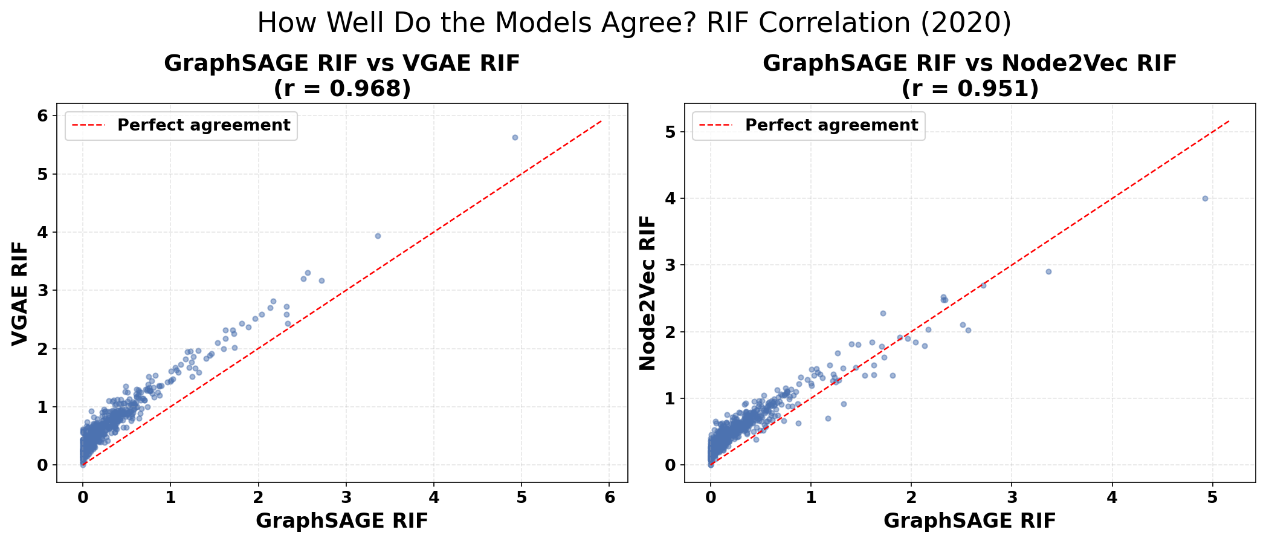 How Well Do the Models Agree? RIF Correlation (2020)
GraphSAGE RIF vs VGAE RIF
(r = 0.968)
Perfect agreement
VGAE RIF
6
5
4
3
2
1
0
0 1 2 3 4 5 6
GraphSAGE RIF
GraphSAGE RIF vs Node2Vec RIF
(r = 0.951)
Perfect agreement
Node2Vec RIF
5
4
3
2
1
0
0 1 2 3 4 5
GraphSAGE RIF